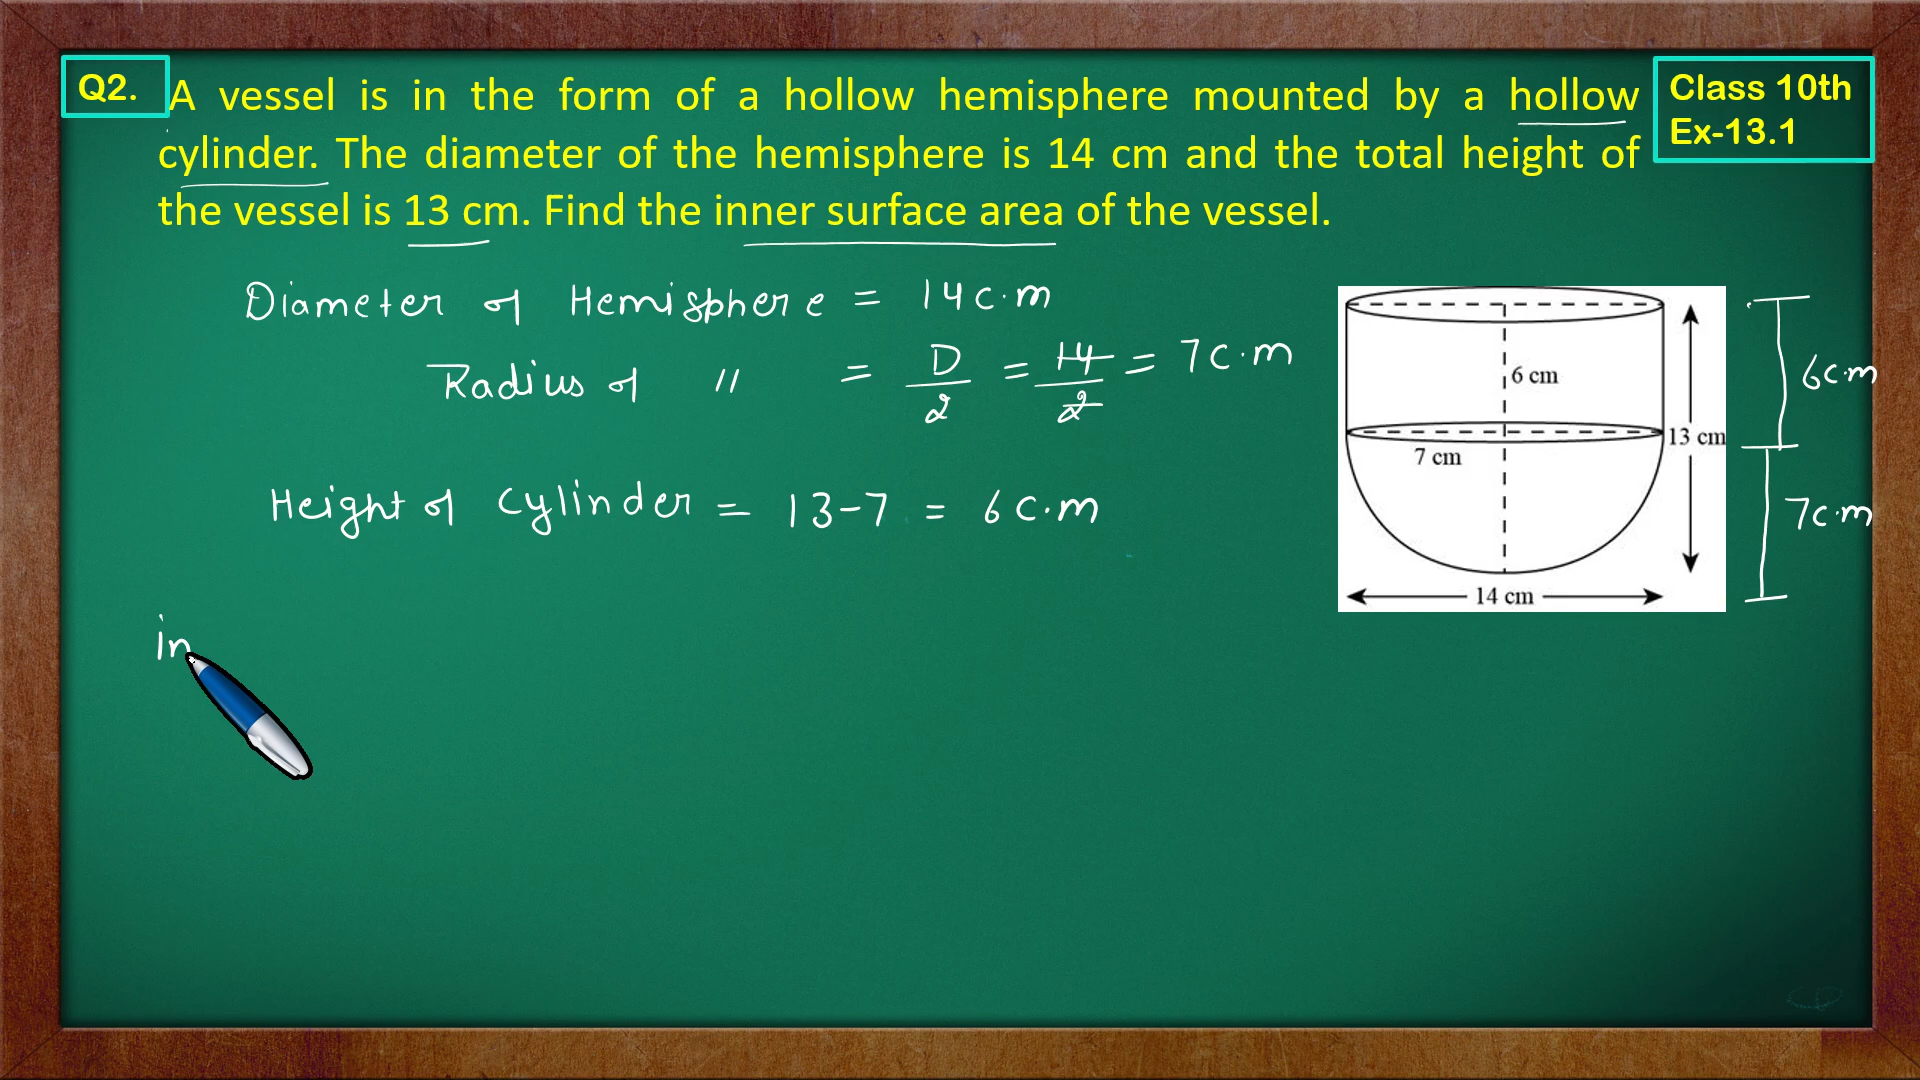 Q2.
A vessel is in the form of a hollow hemisphere mounted by a hollow
cylinder. The diameter of the hemisphere is 14 cm and the total height of
the vessel is 13 cm. Find the inner surface area of the vessel.
Class 10th
Ex-13.1
Diameter of Hemisphere = 14 c.m
Radius of " = D/2 = 14/2 = 7 c.m
Height of cylinder = 13-7 = 6 c.m
in
6 cm
7 cm
13 cm
14 cm
6 c.m
7 c.m